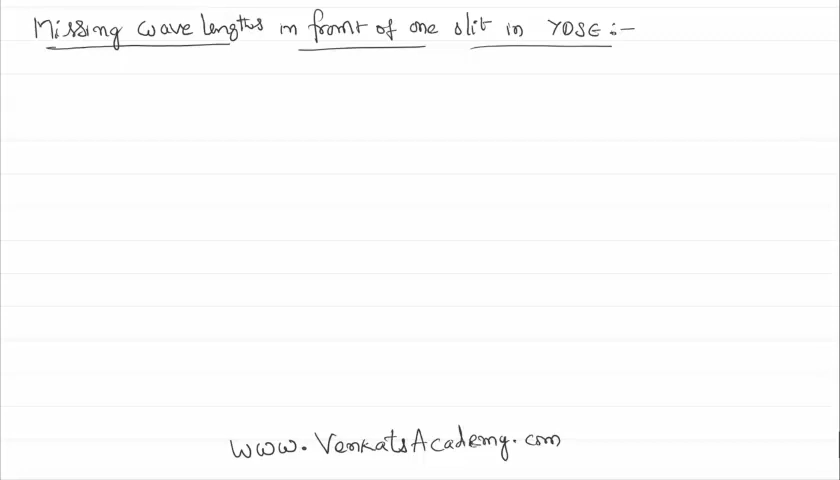 Missing wave lengths in front of one slit in YDSE :-
www.VenkatsAcademy.com